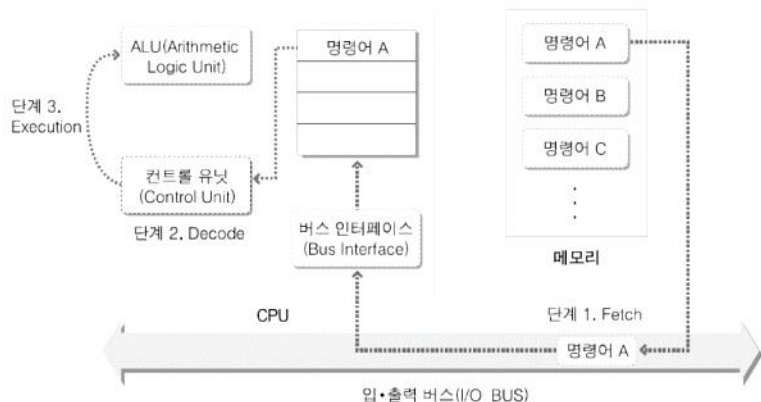 ALU(Arithmetic
Logic Unit)
명령어 A
명령어 A
명령어 B
명령어 C
단계 3.
Execution
컨트롤 유닛
(Control Unit)
단계 2. Decode
버스 인터페이스
(Bus Interface)
메모리
CPU
단계 1. Fetch
명령어 A
입•출력 버스(I/O BUS)